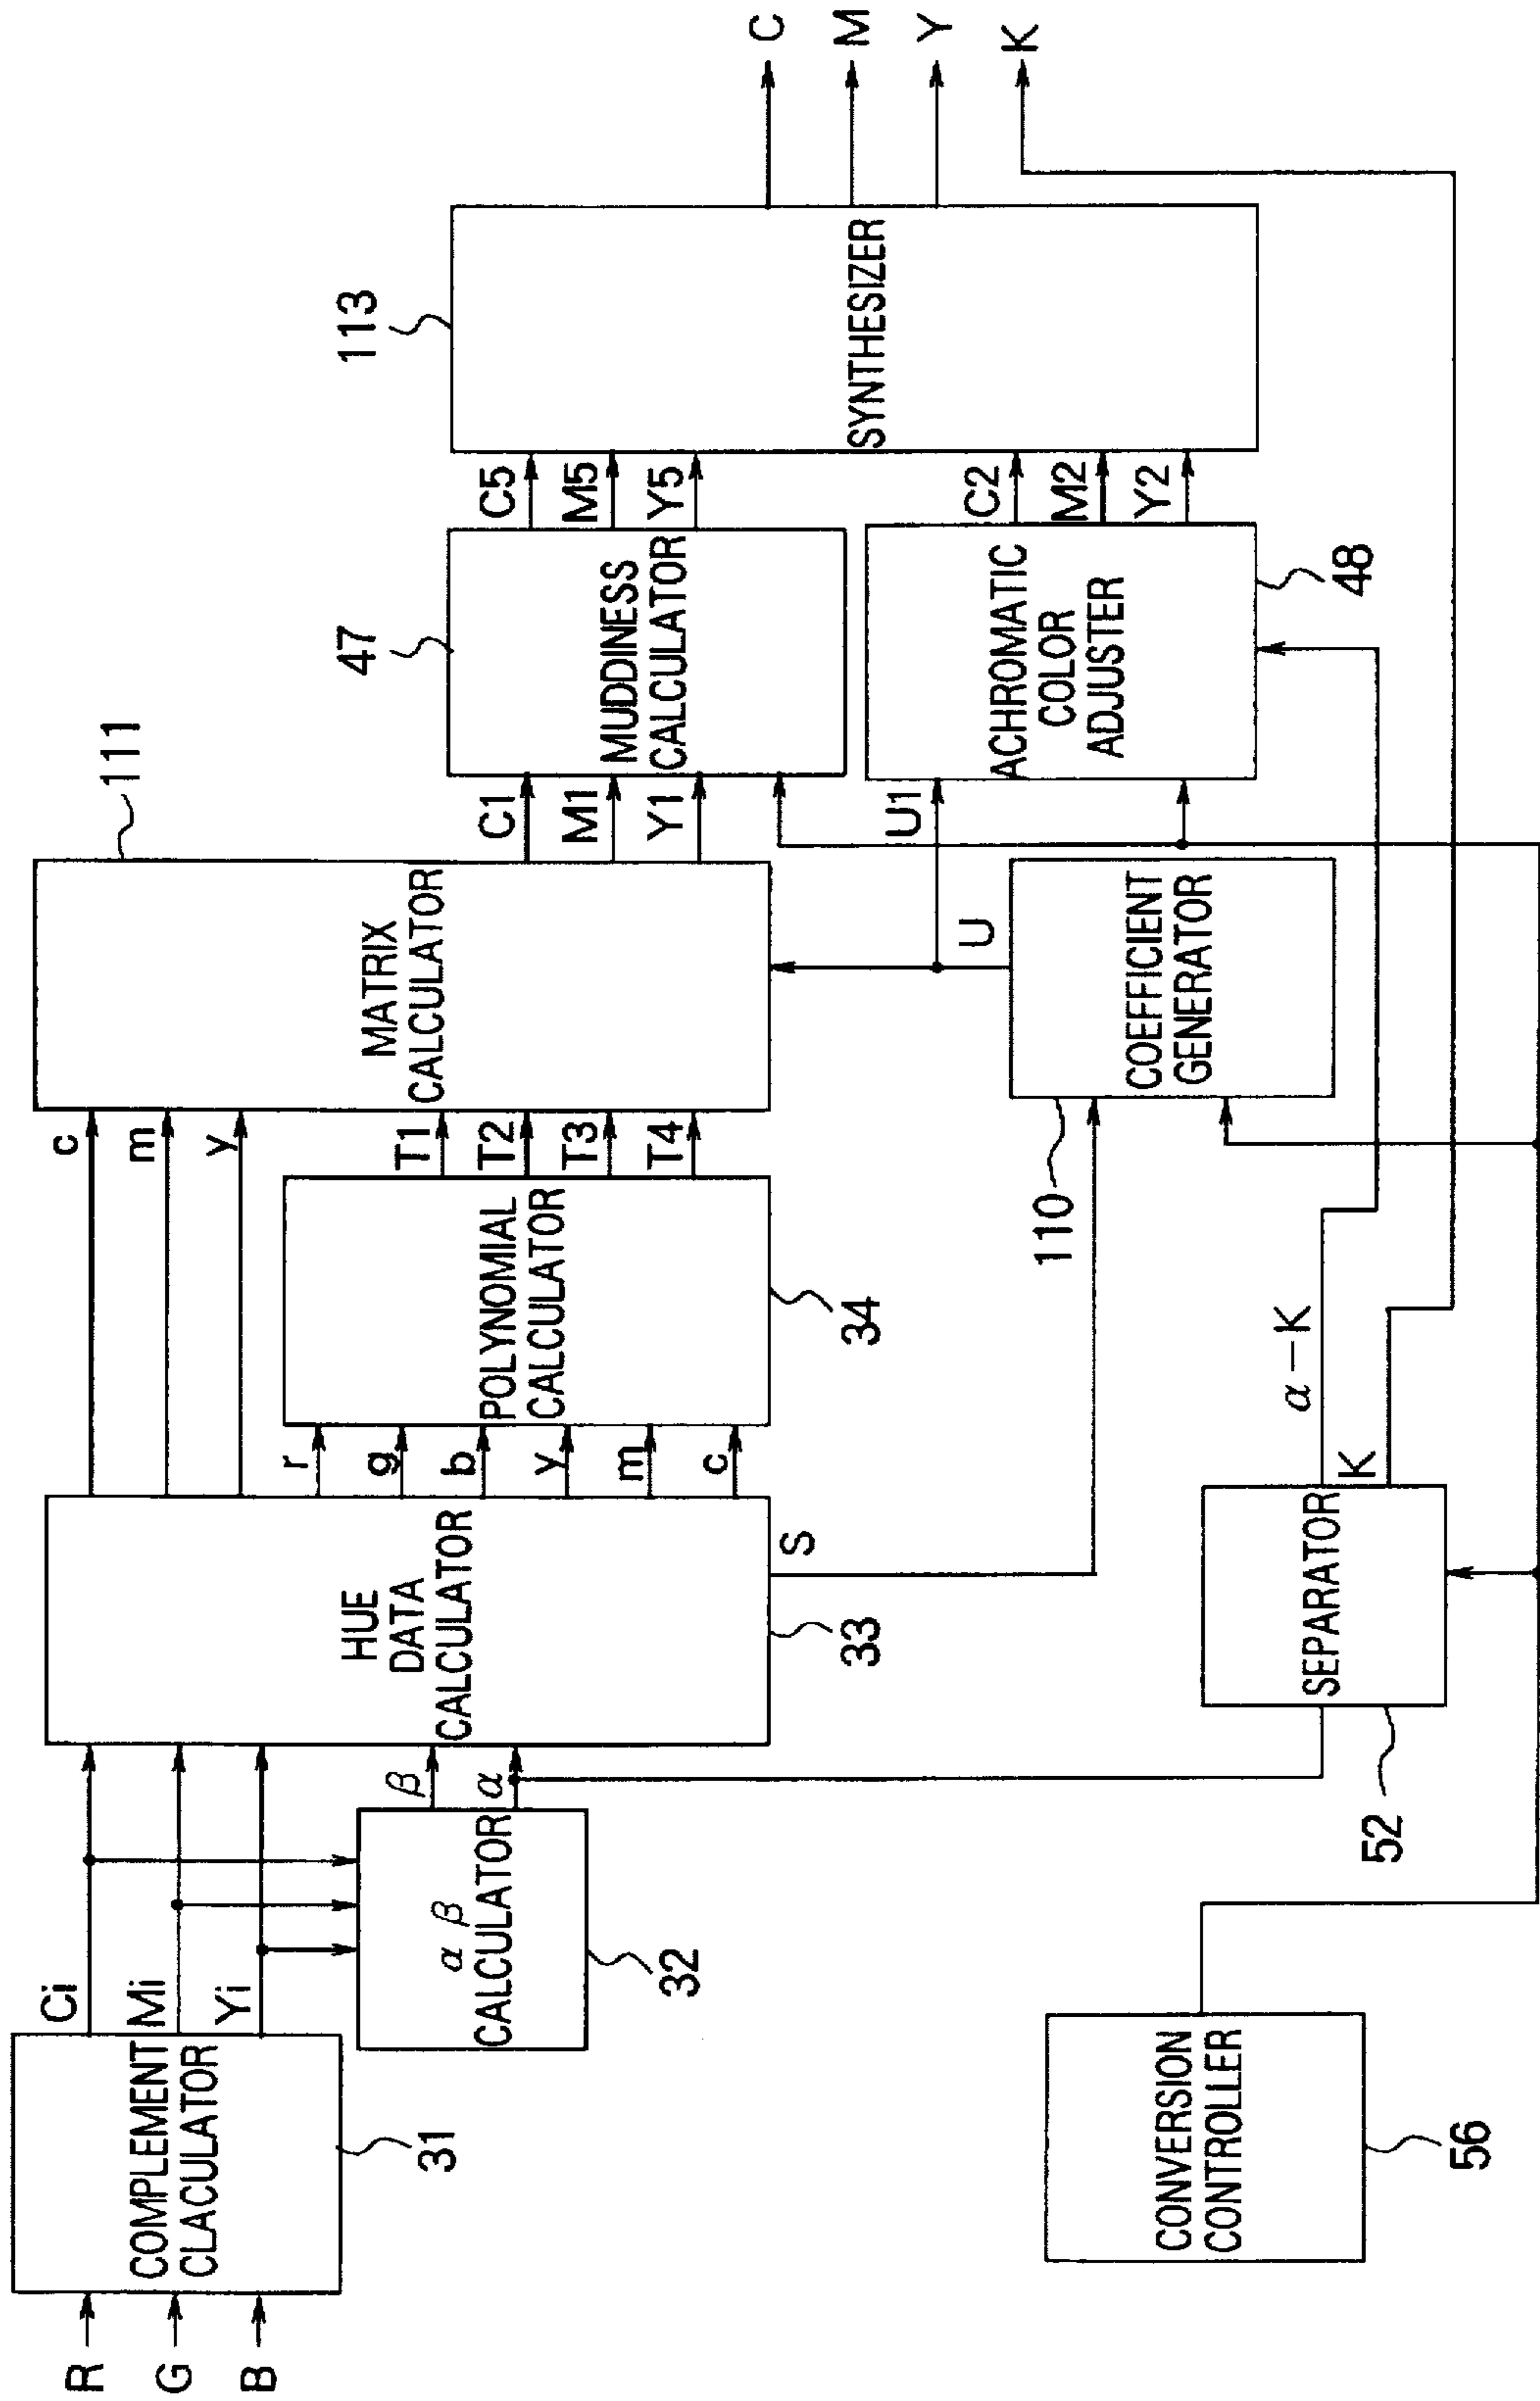 R
G
B
COMPLEMENT
CLACULATOR
31
Ci
Mi
Yi
α β
CALCULATOR
32
β
α
HUE
DATA
CALCULATOR
33
S
c
m
y
r
g
b
y
m
c
POLYNOMIAL
CALCULATOR
34
T1
T2
T3
T4
MATRIX
CALCULATOR
111
C1
M1
Y1
MUDDINESS
CALCULATOR
47
C5
M5
Y5
SYNTHESIZER
113
C
M
Y
K
CONVERSION
CONTROLLER
56
SEPARATOR
52
α-K
K
COEFFICIENT
GENERATOR
110
U
U1
ACHROMATIC
COLOR
ADJUSTER
48
C2
M2
Y2